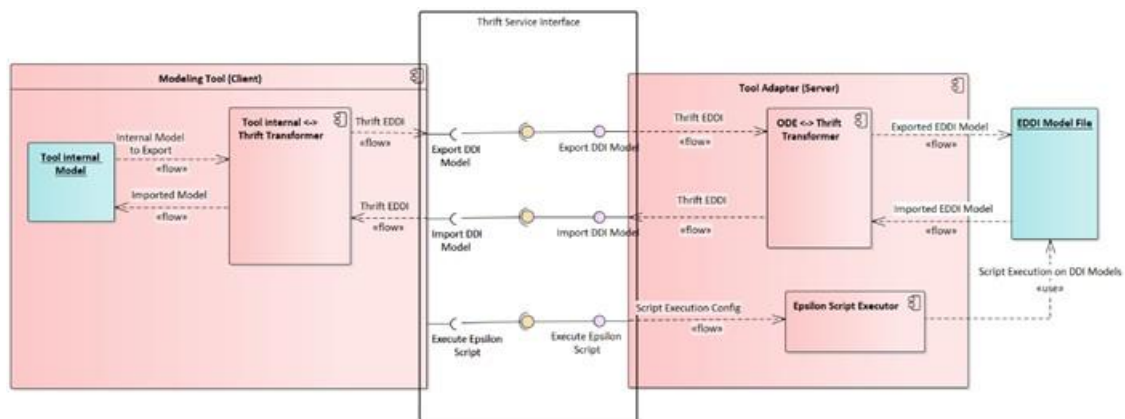 Thrift Service Interface
Modeling Tool (Client)
Tool Adapter (Server)
Tool internal <->
Thrift Transformer
Thrift EDDI
«flow»
Internal Model
to Export
«flow»
Tool internal
Model
Imported Model
«flow»
Thrift EDDI
«flow»
Export DDI
Model
Export DDI Model
Thrift EDDI
«flow»
ODE <-> Thrift
Transformer
Exported EDDI Model
«flow»
EDDI Model File
Import DDI
Model
Import DDI Model
Thrift EDDI
«flow»
Imported EDDI Model
«flow»
Script Execution on DDI Models
«use»
Execute Epsilon
Script
Execute Epsilon
Script
Script Execution Config
«flow»
Epsilon Script Executor